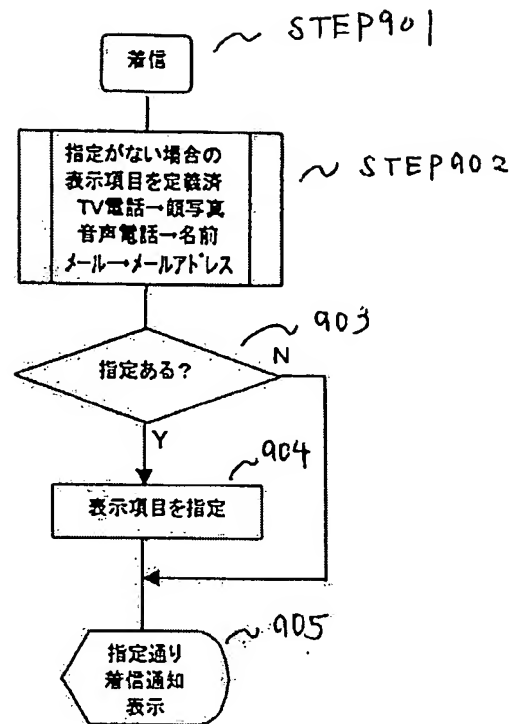 着信
STEP901
指定がない場合の
表示項目を定義済
TV電話→顔写真
音声電話→名前
メール→メールアドレス
STEP902
指定ある?
903
N
Y
904
表示項目を指定
指定通り
着信通知
表示
905